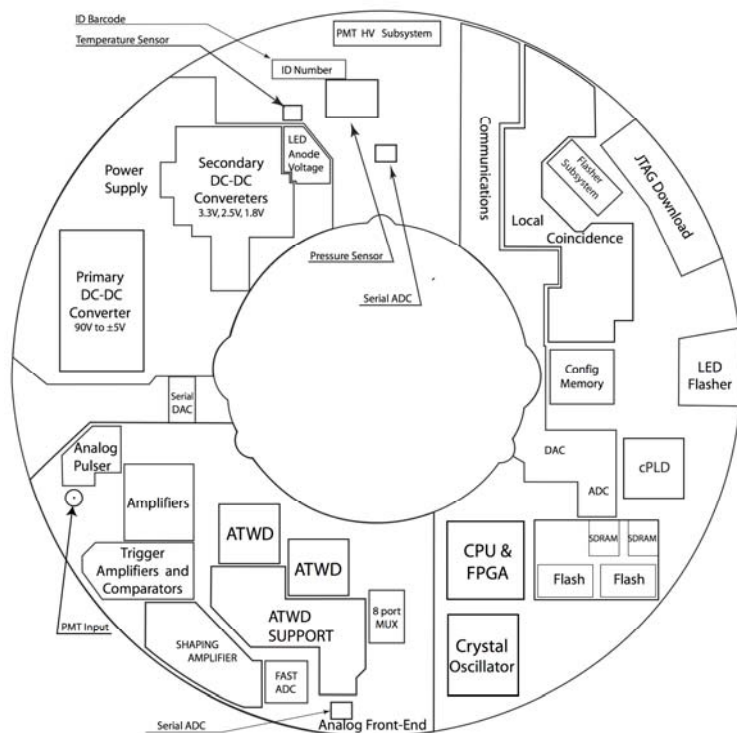 ID Barcode
Temperature Sensor
PMT HV Subsystem
ID Number
LED
Anode
Voltage
Power
Supply
Secondary
DC-DC
Convereters
3.3V, 2.5V, 1.8V
Communications
Flasher
Subsystem
JTAG Download
Local
Coincidence
Pressure Sensor
Serial ADC
Primary
DC-DC
Converter
90V to ±5V
Serial
DAC
Config
Memory
LED
Flasher
Analog
Pulser
DAC
ADC
cPLD
Amplifiers
ATWD
ATWD
CPU &
FPGA
SDRAM
SDRAM
Flash
Flash
Trigger
Amplifiers and
Comparators
PMT Input
ATWD
SUPPORT
8 port
MUX
SHAPING
AMPLIFIER
FAST
ADC
Crystal
Oscillator
Serial ADC
Analog Front-End